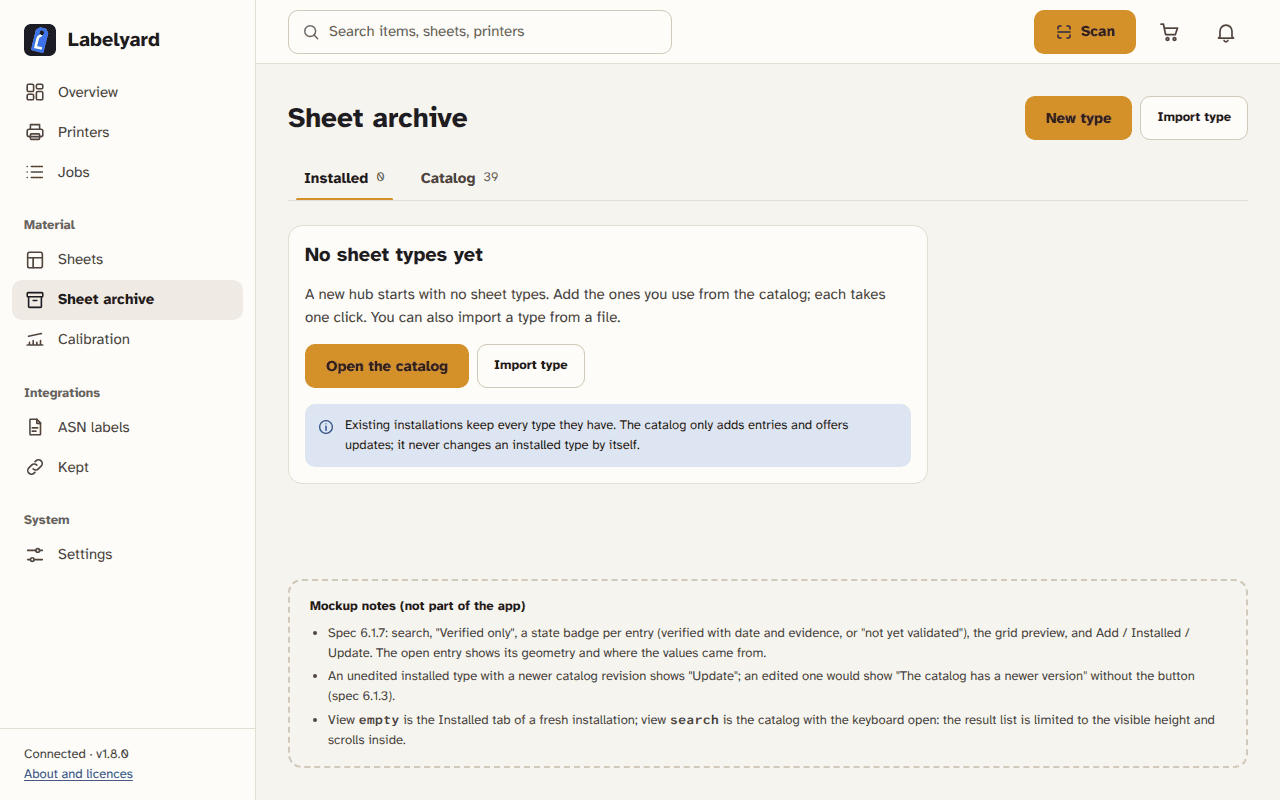 Labelyard
Search items, sheets, printers
Scan
Overview
Printers
Jobs
Material
Sheets
Sheet archive
Calibration
Integrations
ASN labels
Kept
System
Settings
Connected · v1.8.0
About and licences
Sheet archive
New type
Import type
Installed 0
Catalog 39
No sheet types yet
A new hub starts with no sheet types. Add the ones you use from the catalog; each takes
one click. You can also import a type from a file.
Open the catalog
Import type
Existing installations keep every type they have. The catalog only adds entries and offers
updates; it never changes an installed type by itself.
Mockup notes (not part of the app)
• Spec 6.1.7: search, "Verified only", a state badge per entry (verified with date and evidence, or "not yet validated"), the grid preview, and Add / Installed /
Update. The open entry shows its geometry and where the values came from.
• An unedited installed type with a newer catalog revision shows "Update"; an edited one would show "The catalog has a newer version" without the button
(spec 6.1.3).
• View empty is the Installed tab of a fresh installation; view search is the catalog with the keyboard open: the result list is limited to the visible height and
scrolls inside.